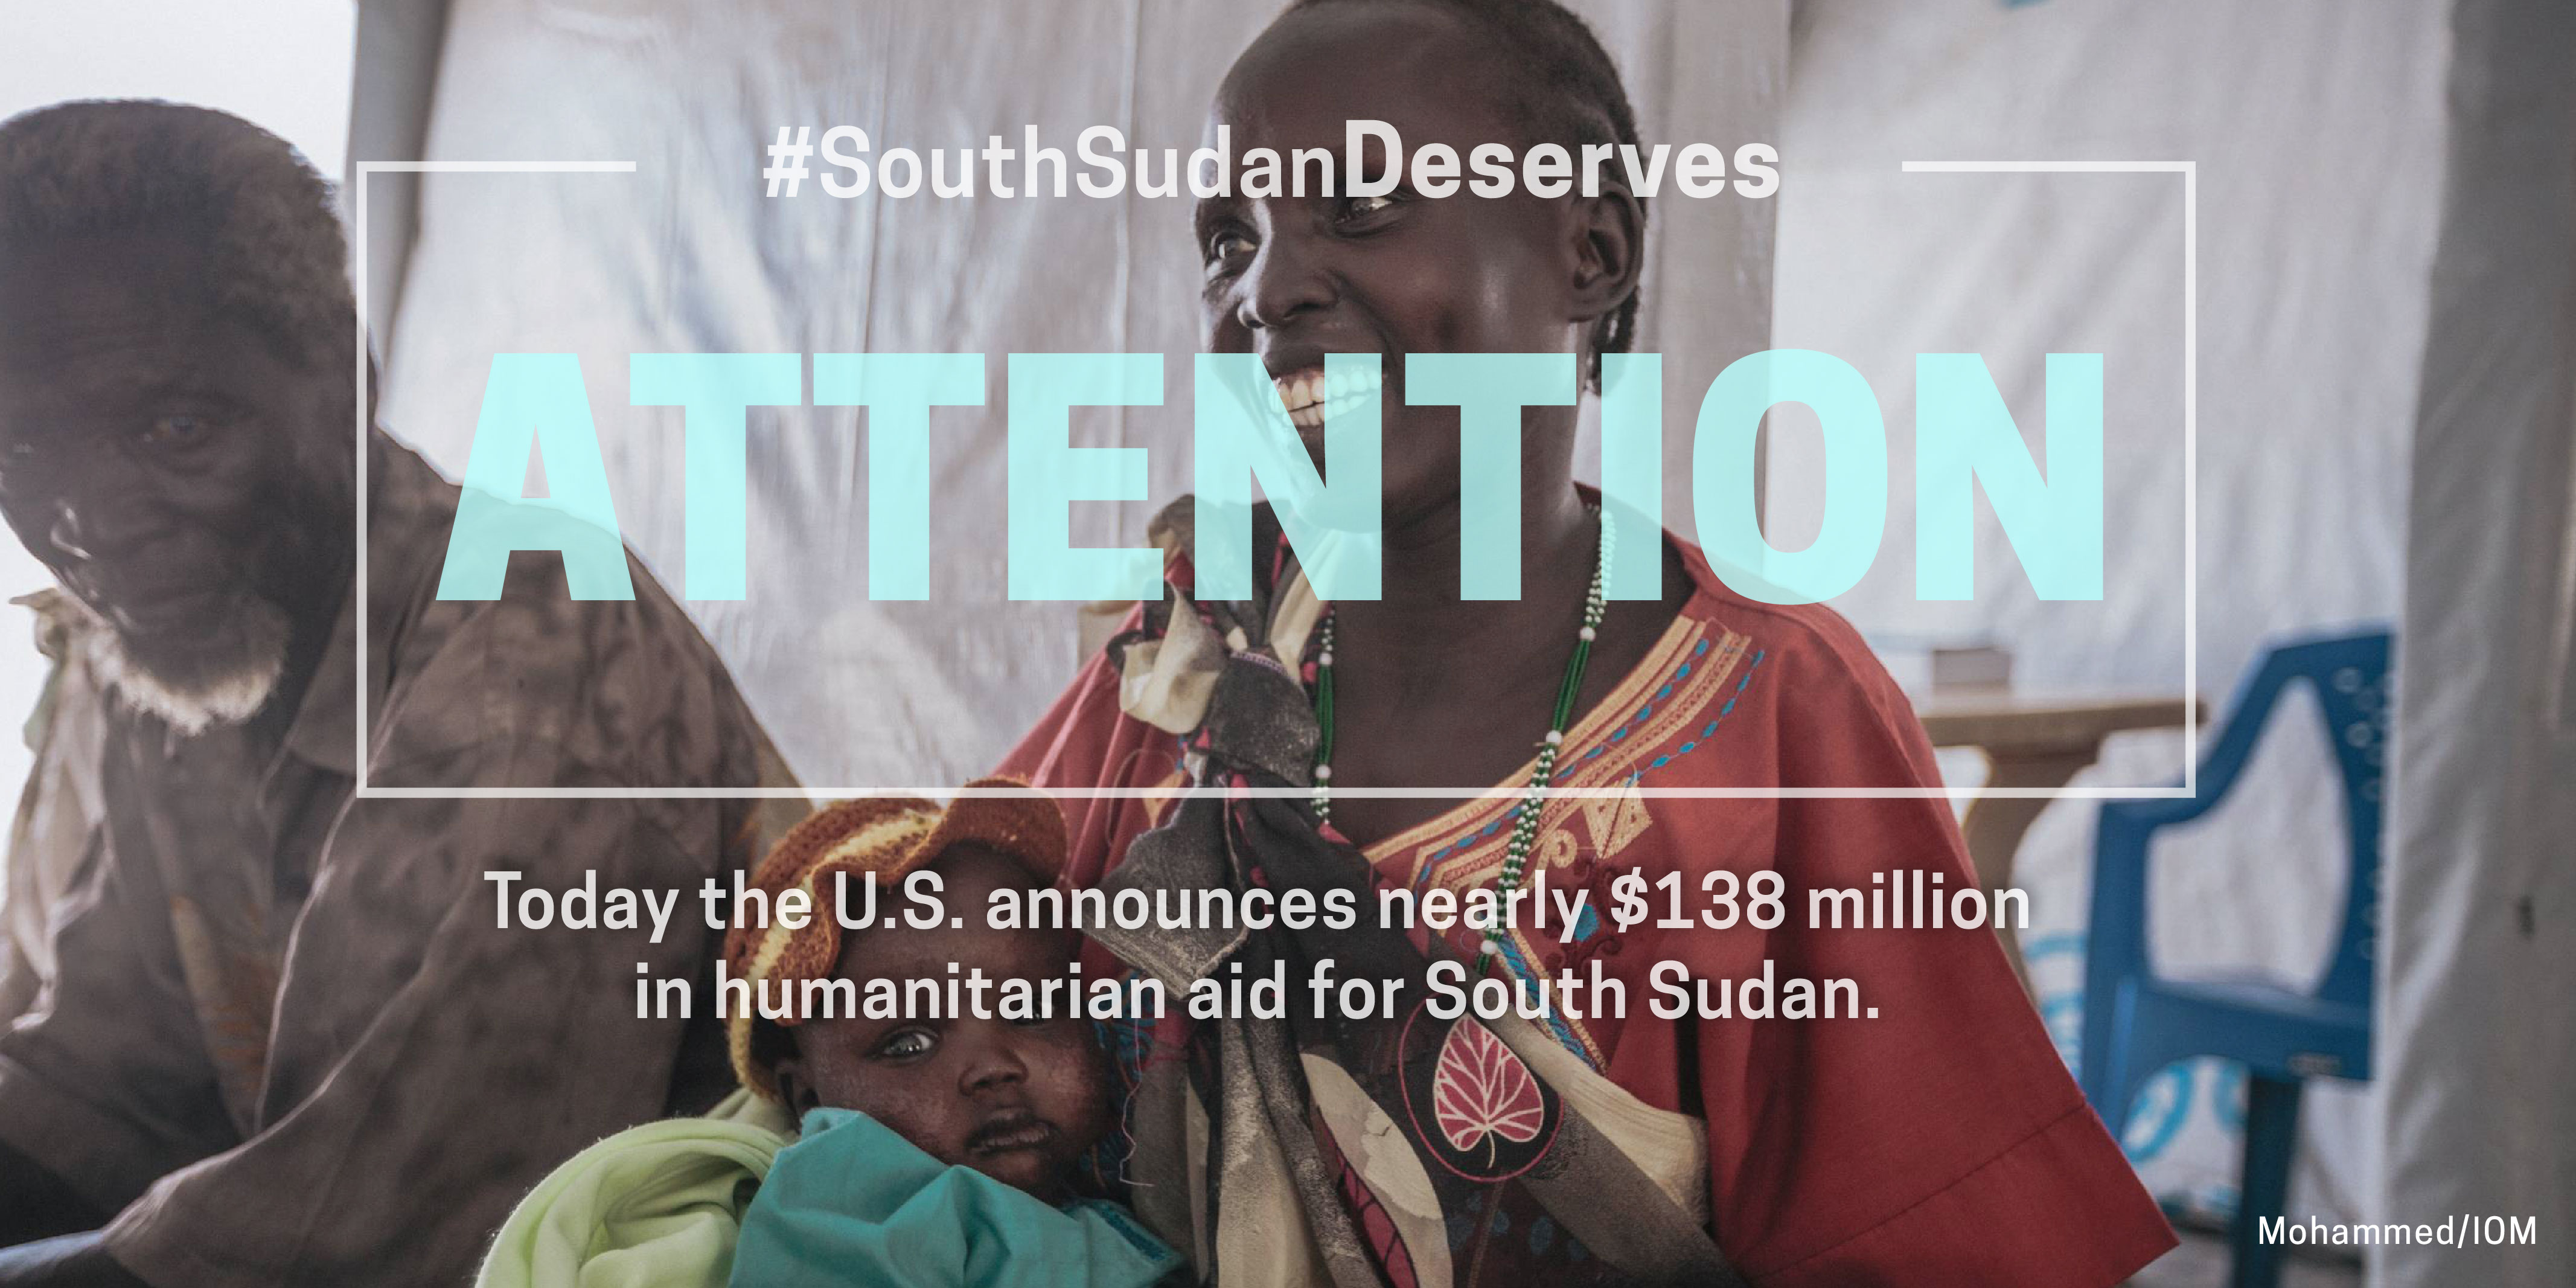 #SouthSudanDeserves
ATTENTION
Today the U.S. announces nearly $138 million
in humanitarian aid for South Sudan.
Mohammed/IOM